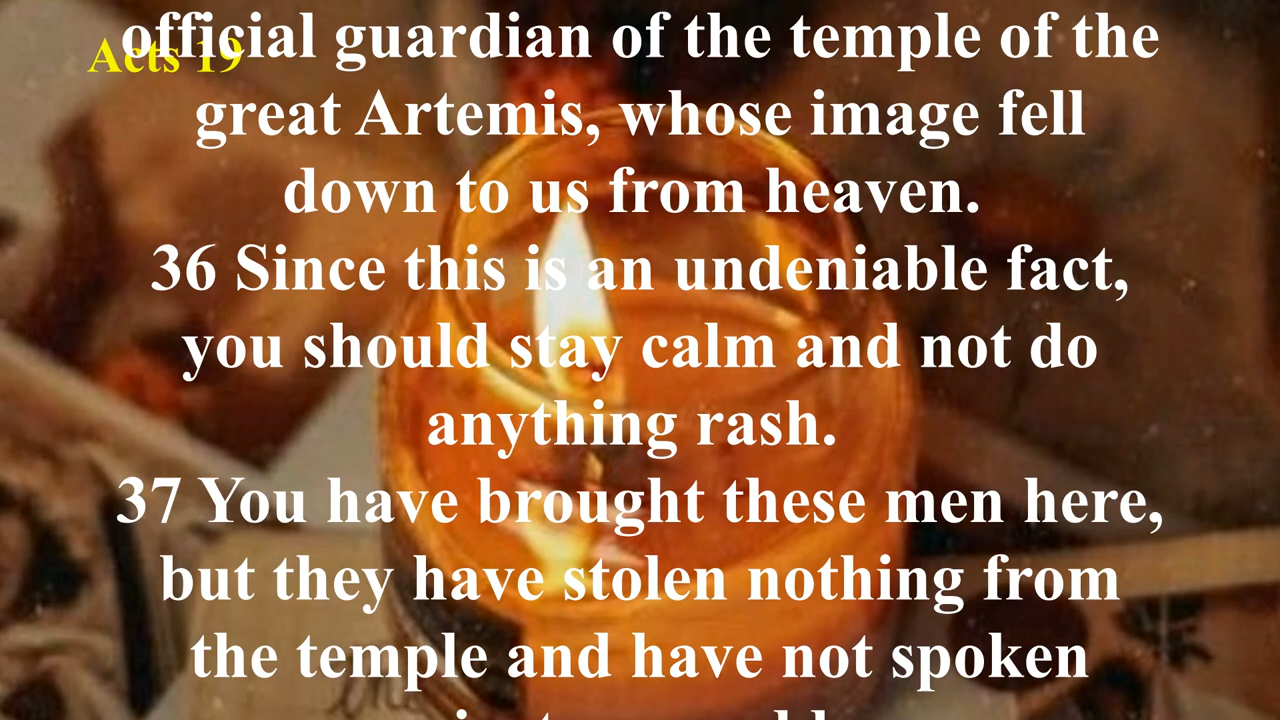 official guardian of the temple of the
Acts 19
great Artemis, whose image fell
down to us from heaven.
36 Since this is an undeniable fact,
you should stay calm and not do
anything rash.
37 You have brought these men here,
but they have stolen nothing from
the temple and have not spoken